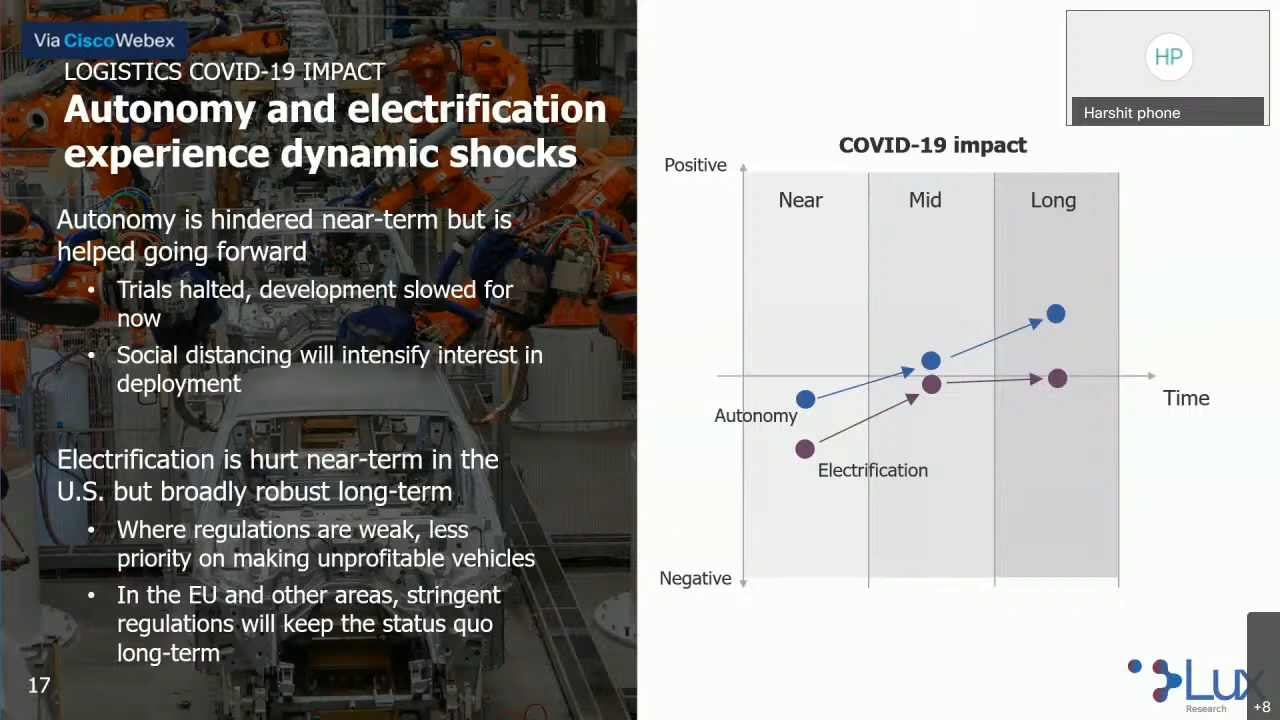 Via CiscoWebex
LOGISTICS COVID-19 IMPACT
Autonomy and electrification
experience dynamic shocks
Autonomy is hindered near-term but is
helped going forward
• Trials halted, development slowed for
now
• Social distancing will intensify interest in
deployment
Electrification is hurt near-term in the
U.S. but broadly robust long-term
• Where regulations are weak, less
priority on making unprofitable vehicles
• In the EU and other areas, stringent
regulations will keep the status quo
long-term
17
HP
Harshit phone
COVID-19 impact
Positive
Near
Mid
Long
Time
Autonomy
Electrification
Negative
Lux
Research
+8